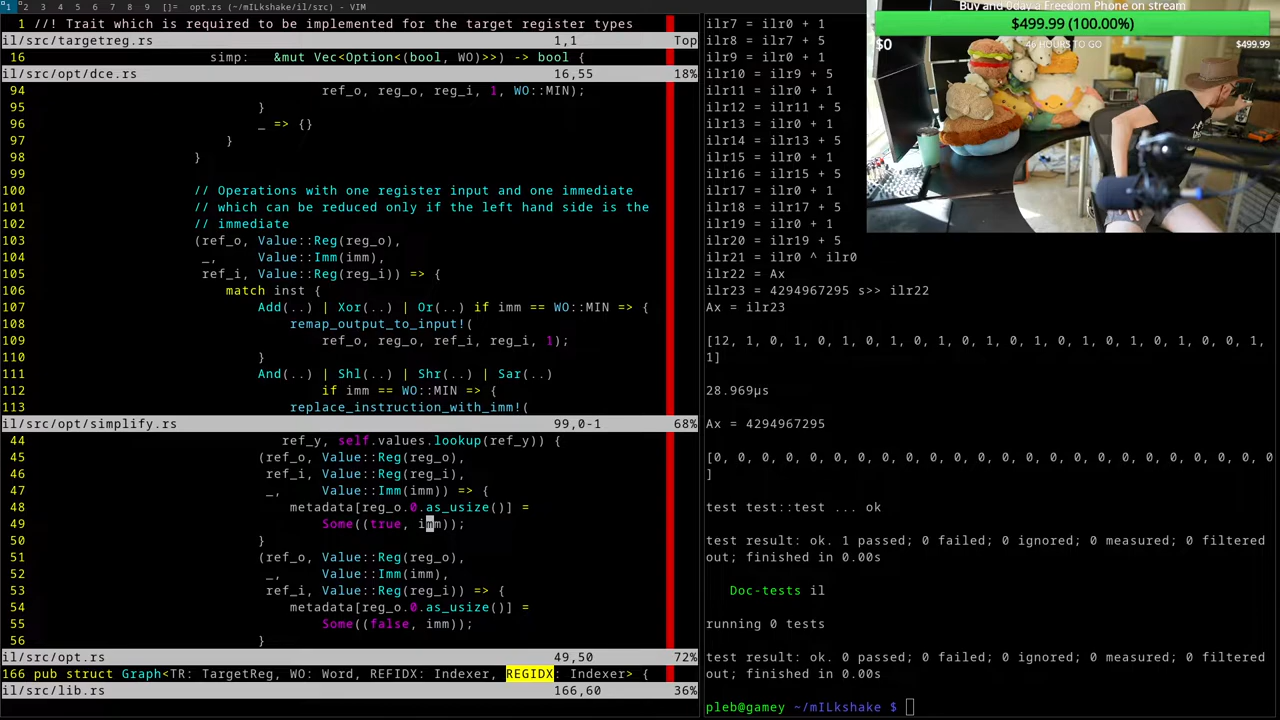 1 2 3 4 5 6 7 8 9 []= opt.rs (~/mILkshake/il/src) - VIM
1 //! Trait which is required to be implemented for the target register types
il/src/targetreg.rs 1,1 Top
16 simp: &mut Vec<Option<(bool, WO)>>) -> bool {
il/src/opt/dce.rs 16,55 18%
94 ref_o, reg_o, reg_i, 1, WO::MIN);
95 }
96 _ => {}
97 }
98 }
99
100 // Operations with one register input and one immediate
101 // which can be reduced only if the left hand side is the
102 // immediate
103 (ref_o, Value::Reg(reg_o),
104 _, Value::Imm(imm),
105 ref_i, Value::Reg(reg_i)) => {
106 match inst {
107 Add(..) | Xor(..) | Or(..) if imm == WO::MIN => {
108 remap_output_to_input!(
109 ref_o, reg_o, ref_i, reg_i, 1);
110 }
111 And(..) | Shl(..) | Shr(..) | Sar(..)
112 if imm == WO::MIN => {
113 replace_instruction_with_imm!(
il/src/opt/simplify.rs 99,0-1 68%
44 ref_y, self.values.lookup(ref_y)) {
45 (ref_o, Value::Reg(reg_o),
46 ref_i, Value::Reg(reg_i),
47 _, Value::Imm(imm)) => {
48 metadata[reg_o.0.as_usize()] =
49 Some((true, imm));
50 }
51 (ref_o, Value::Reg(reg_o),
52 _, Value::Imm(imm),
53 ref_i, Value::Reg(reg_i)) => {
54 metadata[reg_o.0.as_usize()] =
55 Some((false, imm));
56 }
il/src/opt.rs 49,50 72%
166 pub struct Graph<TR: TargetReg, WO: Word, REFIDX: Indexer, REGIDX: Indexer> {
il/src/lib.rs 166,60 36%
ilr7 = ilr0 + 1
ilr8 = ilr7 + 5
ilr9 = ilr0 + 1
ilr10 = ilr9 + 5
ilr11 = ilr0 + 1
ilr12 = ilr11 + 5
ilr13 = ilr0 + 1
ilr14 = ilr13 + 5
ilr15 = ilr0 + 1
ilr16 = ilr15 + 5
ilr17 = ilr0 + 1
ilr18 = ilr17 + 5
ilr19 = ilr0 + 1
ilr20 = ilr19 + 5
ilr21 = ilr0 ^ ilr0
ilr22 = Ax
ilr23 = 4294967295 s>> ilr22
Ax = ilr23
[12, 1, 0, 1, 0, 1, 0, 1, 0, 1, 0, 1, 0, 1, 0, 1, 0, 1, 0, 1, 0, 0, 1,
1]
28.969µs
Ax = 4294967295
[0, 0, 0, 0, 0, 0, 0, 0, 0, 0, 0, 0, 0, 0, 0, 0, 0, 0, 0, 0, 0, 0, 0, 0
]
test test::test ... ok
test result: ok. 1 passed; 0 failed; 0 ignored; 0 measured; 0 filtered
out; finished in 0.00s
Doc-tests il
running 0 tests
test result: ok. 0 passed; 0 failed; 0 ignored; 0 measured; 0 filtered
out; finished in 0.00s
pleb@gamey ~/mILkshake $
Buy and 0day a Freedom Phone on stream
$499.99 (100.00%)
$0 46 HOURS TO GO $499.99